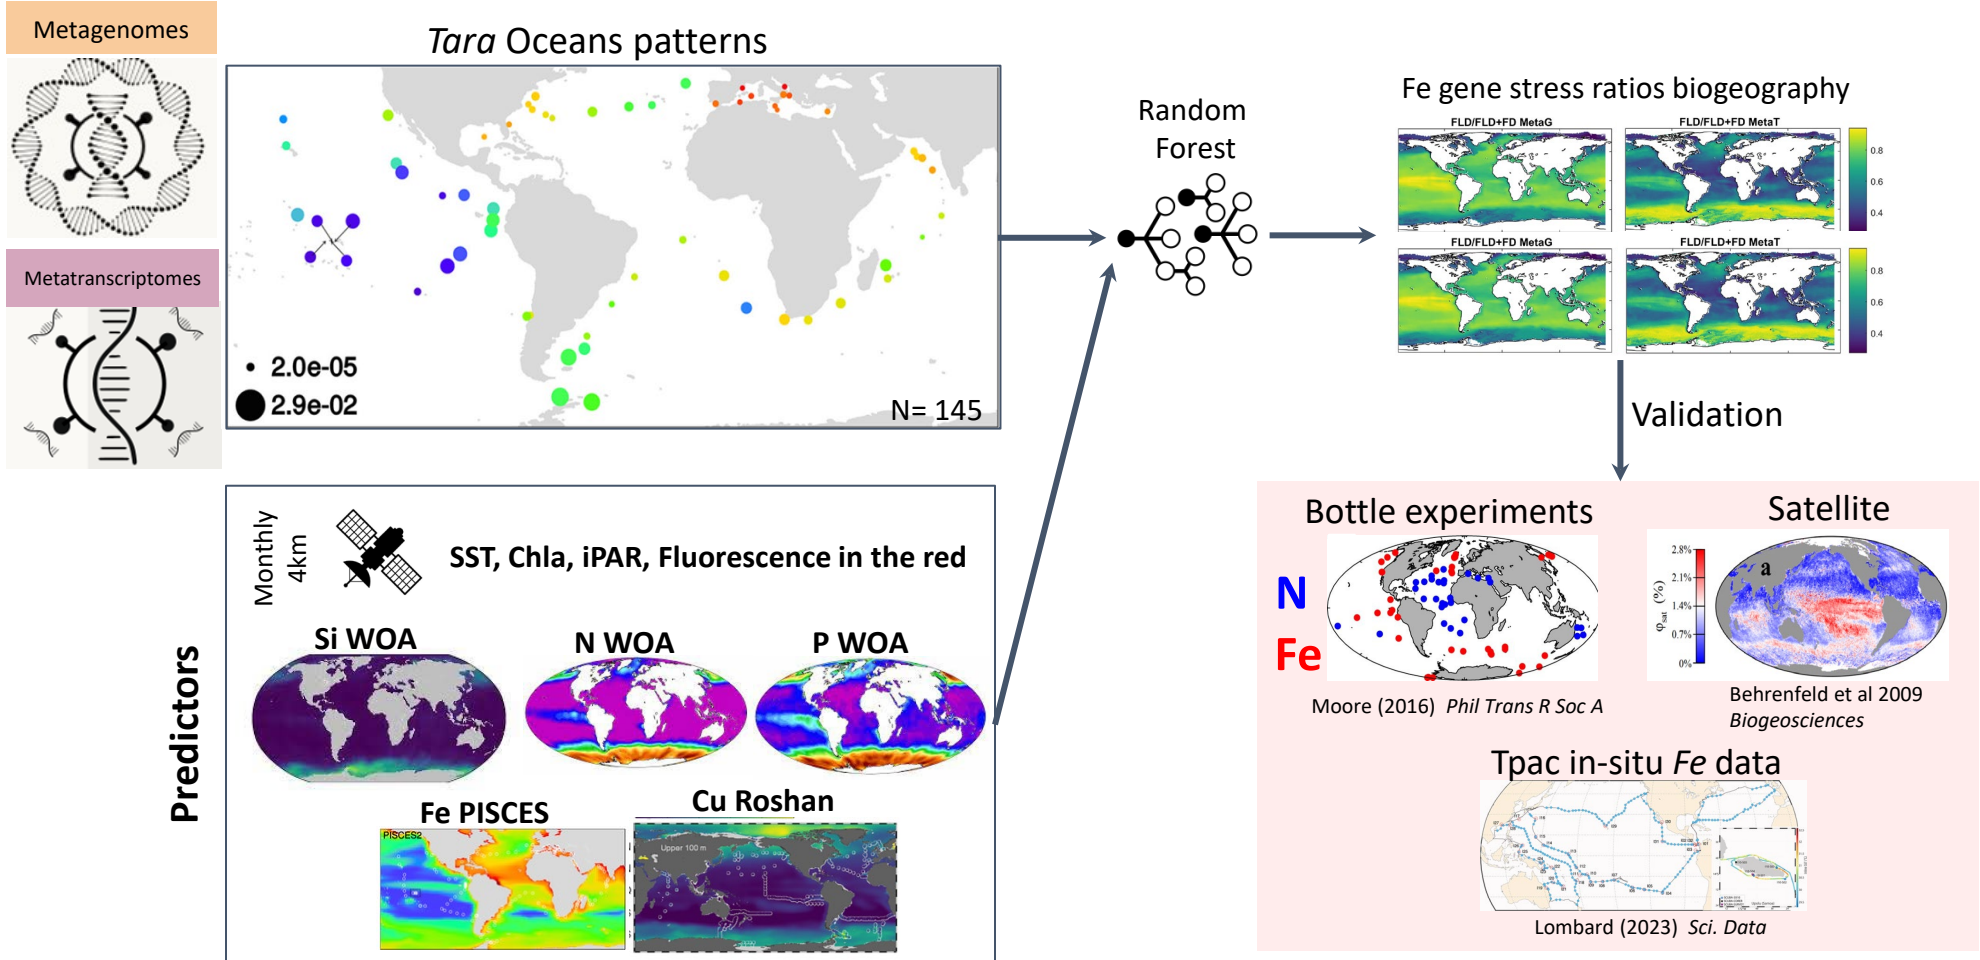 Metagenomes
Metatranscriptomes
Tara Oceans patterns
2.0e-05
2.9e-02
N= 145
Predictors
Monthly
4km
SST, Chla, iPAR, Fluorescence in the red
Si WOA
N WOA
P WOA
Fe PISCES
PISCES2
Cu Roshan
Upper 100 m
Random
Forest
Fe gene stress ratios biogeography
FLD/FLD+FD MetaG
FLD/FLD+FD MetaT
0.8
0.6
0.4
FLD/FLD+FD MetaG
FLD/FLD+FD MetaT
0.8
0.6
0.4
Validation
Bottle experiments
N
Fe
Moore (2016) Phil Trans R Soc A
Satellite
2.8%
2.1%
1.4%
0.7%
0%
φsat (%)
a
Behrenfeld et al 2009
Biogeosciences
Tpac in-situ Fe data
Lombard (2023) Sci. Data